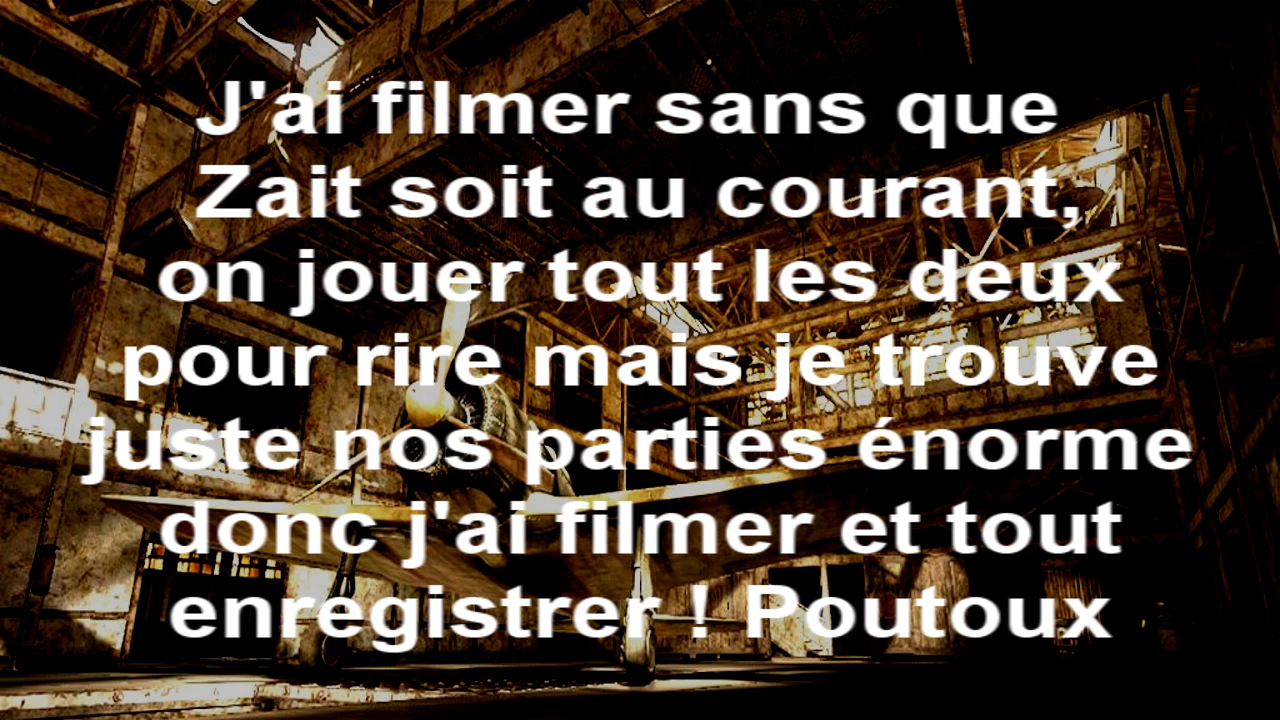 J'ai filmer sans que
Zait soit au courant,
on jouer tout les deux
pour rire mais je trouve
juste nos parties énorme
donc j'ai filmer et tout
enregistrer ! Poutoux